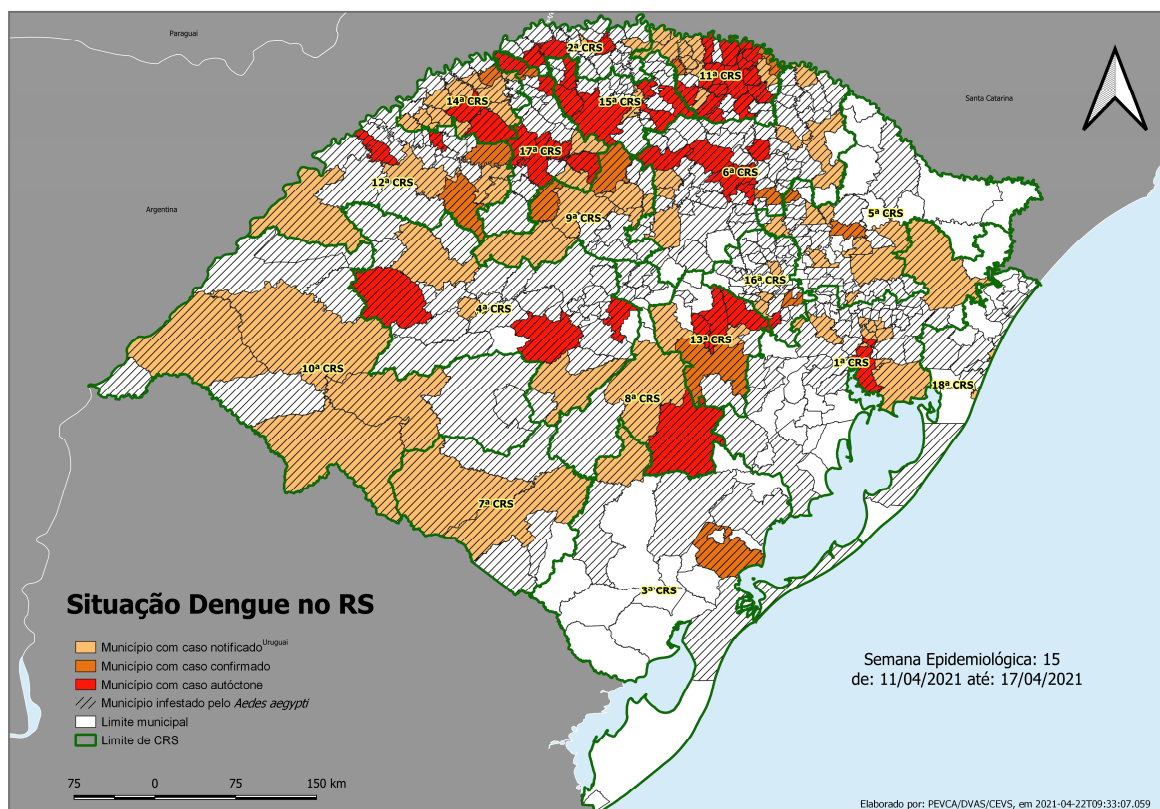 Paraguai
Santa Catarina
Argentina
2ª CRS
11ª CRS
14ª CRS
15ª CRS
17ª CRS
6ª CRS
12ª CRS
9ª CRS
5ª CRS
16ª CRS
4ª CRS
13ª CRS
10ª CRS
1ª CRS
18ª CRS
8ª CRS
7ª CRS
3ª CRS
Situação Dengue no RS
Uruguai
Município com caso notificado
Município com caso confirmado
Município com caso autóctone
Município infestado pelo Aedes aegypti
Limite municipal
Limite de CRS
75 0 75 150 km
Semana Epidemiológica: 15
de: 11/04/2021 até: 17/04/2021
Elaborado por: PEVCA/DVAS/CEVS, em 2021-04-22T09:33:07.059